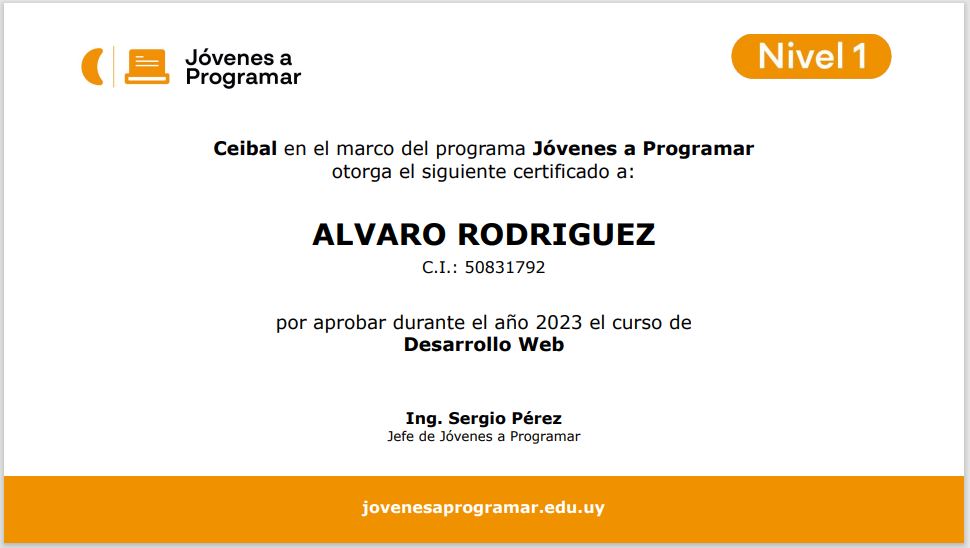 Jóvenes a
Programar
Nivel 1
Ceibal en el marco del programa Jóvenes a Programar
otorga el siguiente certificado a:
ALVARO RODRIGUEZ
C.I.: 50831792
por aprobar durante el año 2023 el curso de
Desarrollo Web
Ing. Sergio Pérez
Jefe de Jóvenes a Programar
jovenesaprogramar.edu.uy